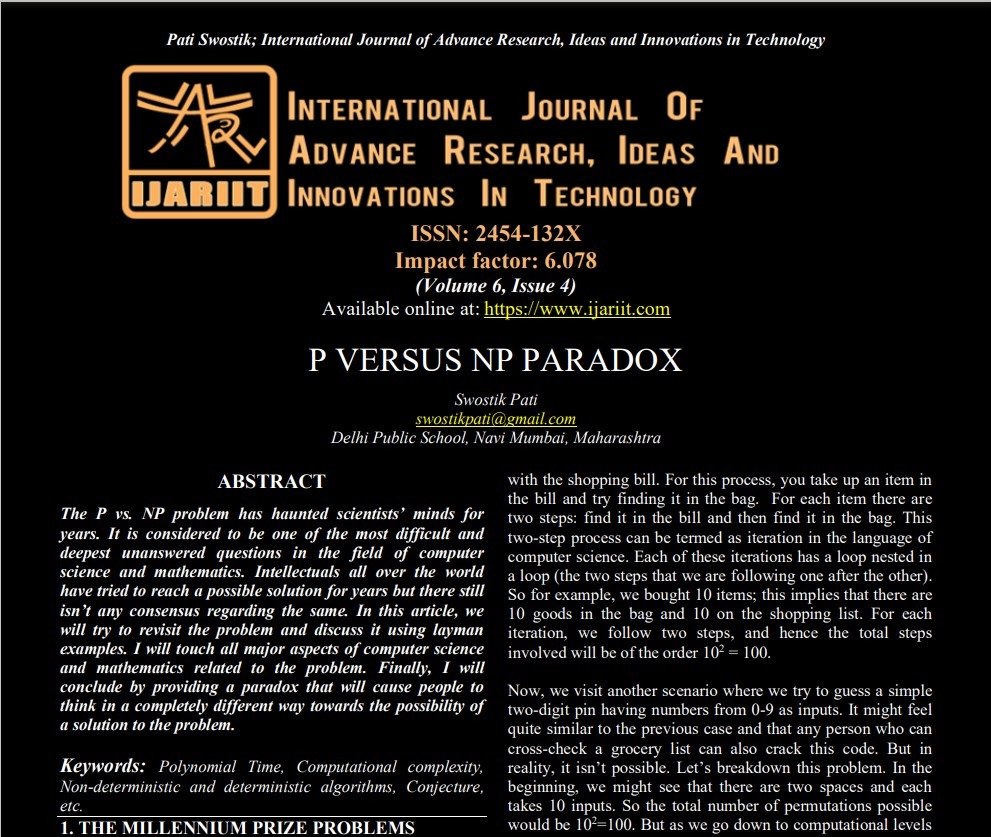 Pati Swostik; International Journal of Advance Research, Ideas and Innovations in Technology
INTERNATIONAL JOURNAL OF
ADVANCE RESEARCH, IDEAS AND
INNOVATIONS IN TECHNOLOGY
IJARIIT
ISSN: 2454-132X
Impact factor: 6.078
(Volume 6, Issue 4)
Available online at: https://www.ijariit.com
P VERSUS NP PARADOX
Swostik Pati
swostikpati@gmail.com
Delhi Public School, Navi Mumbai, Maharashtra
ABSTRACT
The P vs. NP problem has haunted scientists’ minds for
years. It is considered to be one of the most difficult and
deepest unanswered questions in the field of computer
science and mathematics. Intellectuals all over the world
have tried to reach a possible solution for years but there still
isn’t any consensus regarding the same. In this article, we
will try to revisit the problem and discuss it using layman
examples. I will touch all major aspects of computer science
and mathematics related to the problem. Finally, I will
conclude by providing a paradox that will cause people to
think in a completely different way towards the possibility of
a solution to the problem.
Keywords: Polynomial Time, Computational complexity,
Non-deterministic and deterministic algorithms, Conjecture,
etc.
1. THE MILLENNIUM PRIZE PROBLEMS
with the shopping bill. For this process, you take up an item in
the bill and try finding it in the bag. For each item there are
two steps: find it in the bill and then find it in the bag. This
two-step process can be termed as iteration in the language of
computer science. Each of these iterations has a loop nested in
a loop (the two steps that we are following one after the other).
So for example, we bought 10 items; this implies that there are
10 goods in the bag and 10 on the shopping list. For each
iteration, we follow two steps, and hence the total steps
involved will be of the order 10² = 100.
Now, we visit another scenario where we try to guess a simple
two-digit pin having numbers from 0-9 as inputs. It might feel
quite similar to the previous case and that any person who can
cross-check a grocery list can also crack this code. But in
reality, it isn’t possible. Let’s breakdown this problem. In the
beginning, we might see that there are two spaces and each
takes 10 inputs. So the total number of permutations possible
would be 10²=100. But as we go down to computational levels